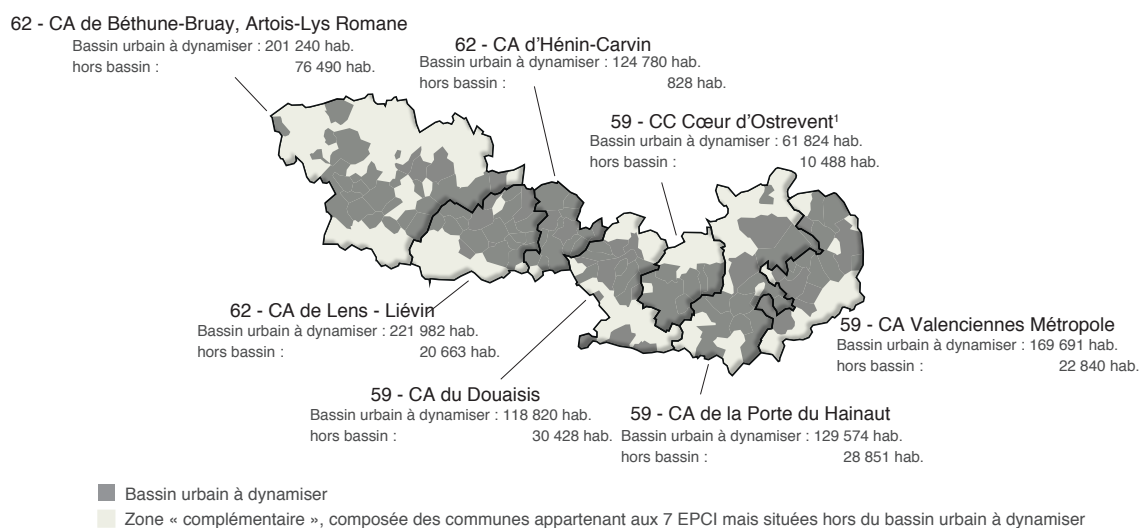 62 - CA de Béthune-Bruay, Artois-Lys Romane
Bassin urbain à dynamiser : 201 240 hab.
hors bassin : 76 490 hab.
62 - CA d'Hénin-Carvin
Bassin urbain à dynamiser : 124 780 hab.
hors bassin : 828 hab.
59 - CC Cœur d'Ostrevent¹
Bassin urbain à dynamiser : 61 824 hab.
hors bassin : 10 488 hab.
62 - CA de Lens - Liévin
Bassin urbain à dynamiser : 221 982 hab.
hors bassin : 20 663 hab.
59 - CA Valenciennes Métropole
Bassin urbain à dynamiser : 169 691 hab.
hors bassin : 22 840 hab.
59 - CA du Douaisis
Bassin urbain à dynamiser : 118 820 hab.
hors bassin : 30 428 hab.
59 - CA de la Porte du Hainaut
Bassin urbain à dynamiser : 129 574 hab.
hors bassin : 28 851 hab.
Bassin urbain à dynamiser
Zone « complémentaire », composée des communes appartenant aux 7 EPCI mais situées hors du bassin urbain à dynamiser